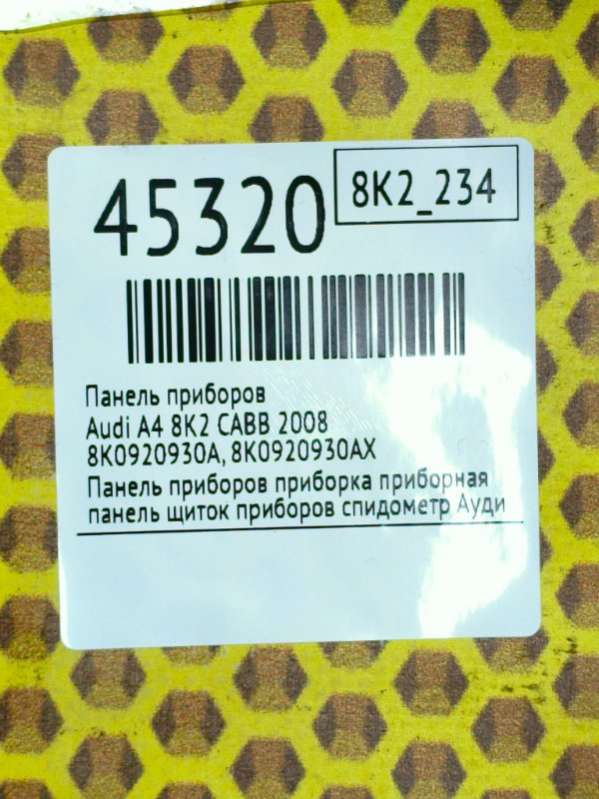 45320
8K2_234
Панель приборов
Audi A4 8K2 CABB 2008
8K0920930A, 8K0920930AX
Панель приборов приборка приборная
панель щиток приборов спидометр Ауди